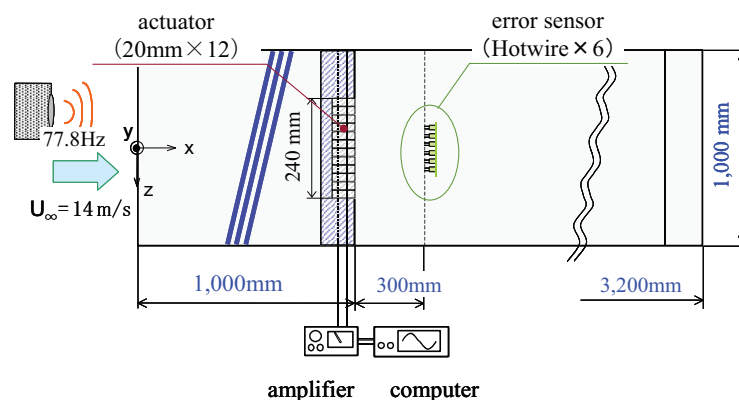 actuator
(20mm×12)
error sensor
(Hotwire×6)
77.8Hz
y
x
z
U∞=14m/s
240 mm
1,000 mm
1,000mm
300mm
3,200mm
amplifier
computer